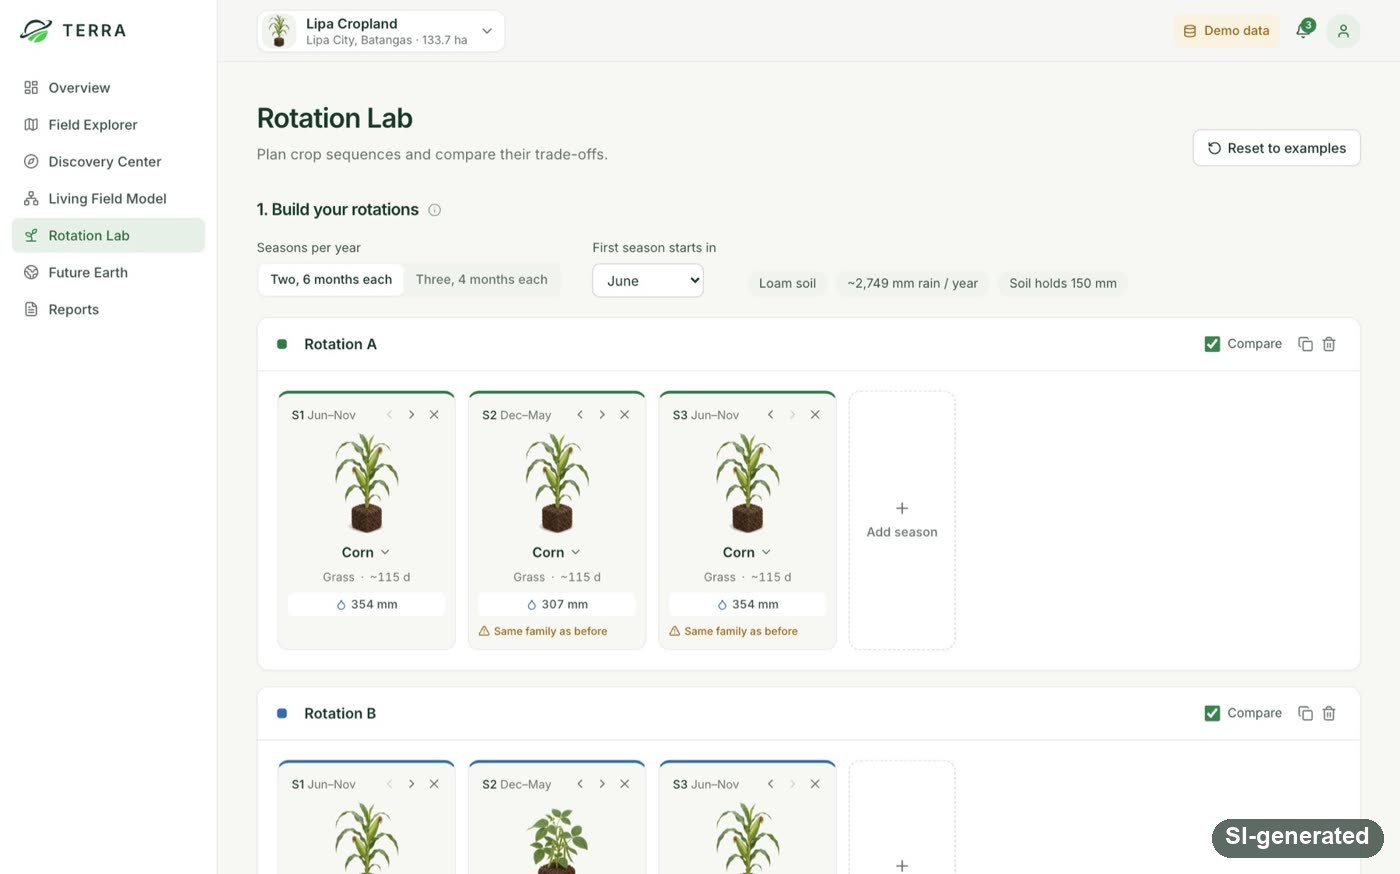 TERRA
Lipa Cropland
Lipa City, Batangas · 133.7 ha
Demo data
3
Overview
Field Explorer
Discovery Center
Living Field Model
Rotation Lab
Future Earth
Reports
Rotation Lab
Plan crop sequences and compare their trade-offs.
Reset to examples
1. Build your rotations
Seasons per year
First season starts in
Two, 6 months each
Three, 4 months each
June
Loam soil
~2,749 mm rain / year
Soil holds 150 mm
Rotation A
Compare
S1 Jun–Nov
S2 Dec–May
S3 Jun–Nov
Corn
Corn
Corn
Grass · ~115 d
Grass · ~115 d
Grass · ~115 d
354 mm
307 mm
354 mm
Same family as before
Same family as before
Add season
Rotation B
Compare
S1 Jun–Nov
S2 Dec–May
S3 Jun–Nov
SI-generated